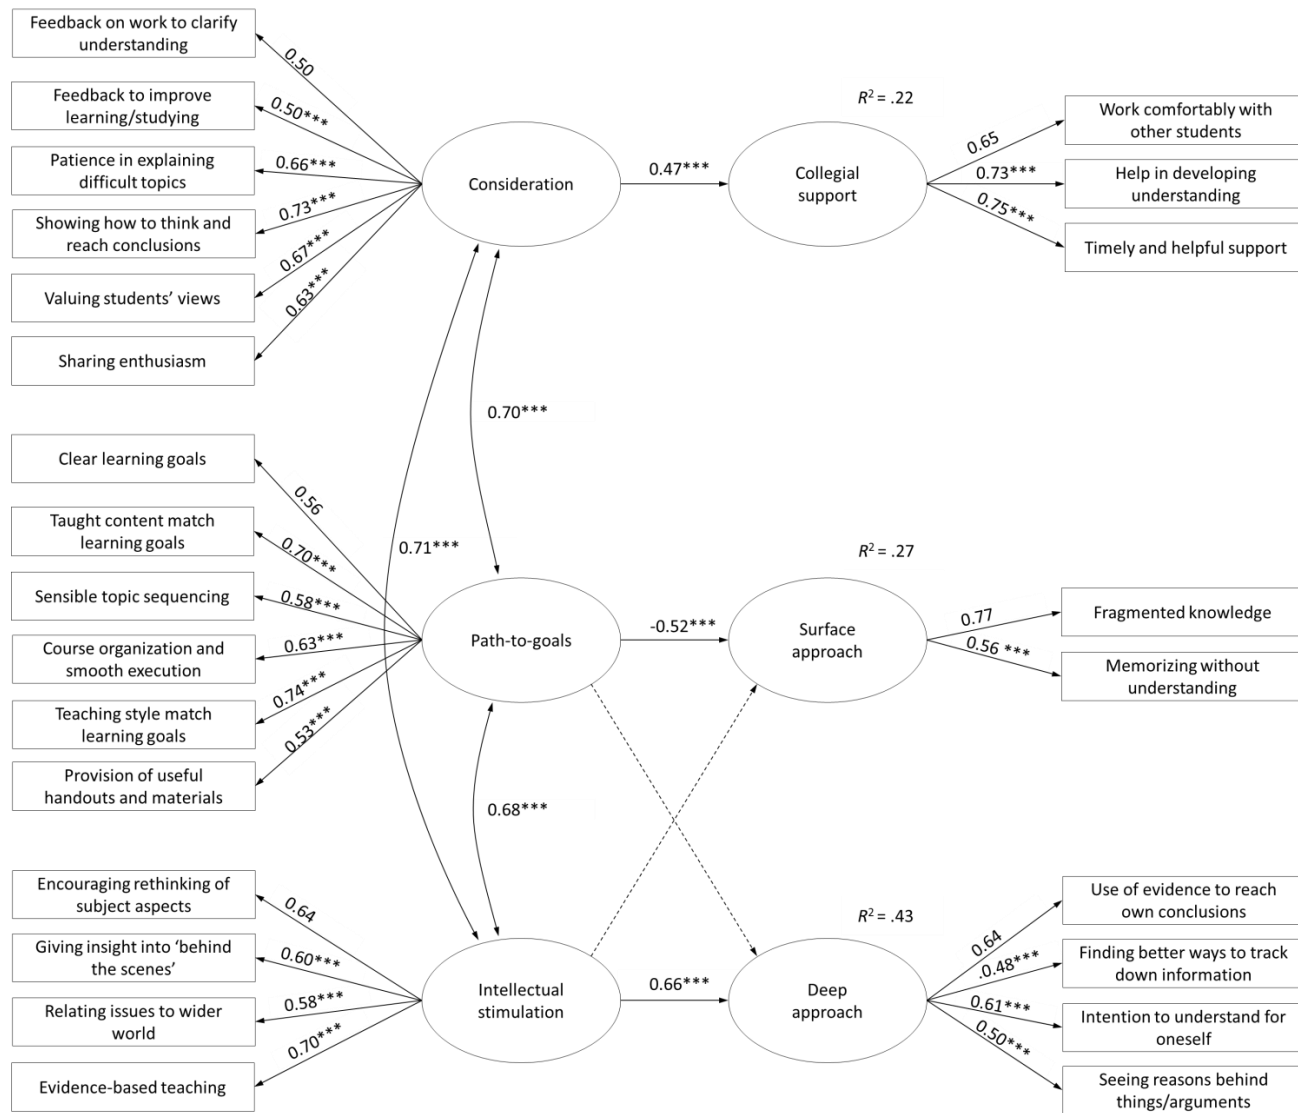 Feedback on work to clarify
understanding
0.50
Feedback to improve
learning/studying
0.50***
Patience in explaining
difficult topics
0.66***
Showing how to think and
reach conclusions
0.73***
Valuing students’ views
0.67***
Sharing enthusiasm
0.63***
Consideration
0.47***
R² = .22
Collegial
support
0.65
Work comfortably with
other students
0.73***
Help in developing
understanding
0.75***
Timely and helpful support
0.70***
0.71***
Clear learning goals
0.56
Taught content match
learning goals
0.70***
Sensible topic sequencing
0.58***
Course organization and
smooth execution
0.63***
Teaching style match
learning goals
0.74***
Provision of useful
handouts and materials
0.53***
Path-to-goals
-0.52***
R² = .27
Surface
approach
0.77
Fragmented knowledge
0.56 ***
Memorizing without
understanding
0.68***
Encouraging rethinking of
subject aspects
0.64
Giving insight into ‘behind
the scenes’
0.60***
Relating issues to wider
world
0.58***
Evidence-based teaching
0.70***
Intellectual
stimulation
0.66***
R² = .43
Deep
approach
0.64
Use of evidence to reach
own conclusions
.0.48***
Finding better ways to track
down information
0.61***
Intention to understand for
oneself
0.50***
Seeing reasons behind
things/arguments